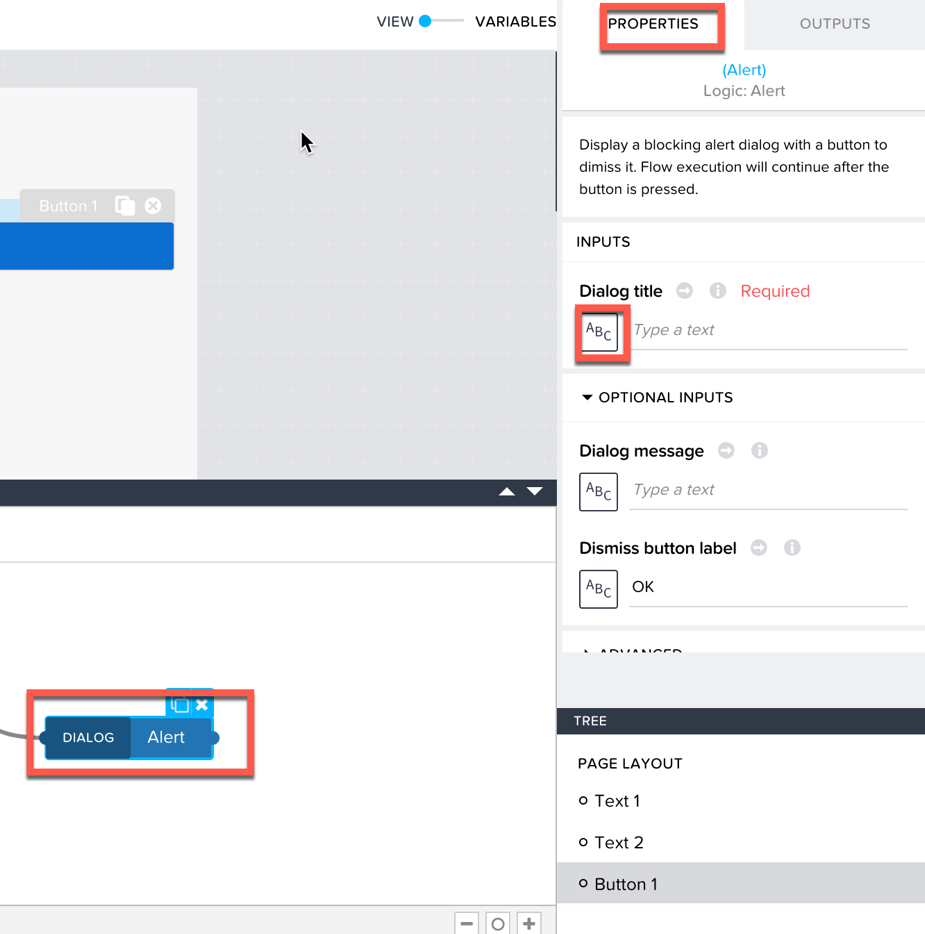 VIEW VARIABLES
PROPERTIES OUTPUTS
(Alert)
Logic: Alert
Display a blocking alert dialog with a button to
dimiss it. Flow execution will continue after the
button is pressed.
Button 1
INPUTS
Dialog title Required
ABC Type a text
OPTIONAL INPUTS
Dialog message
ABC Type a text
Dismiss button label
ABC OK
ADVANCED
DIALOG Alert
TREE
PAGE LAYOUT
Text 1
Text 2
Button 1